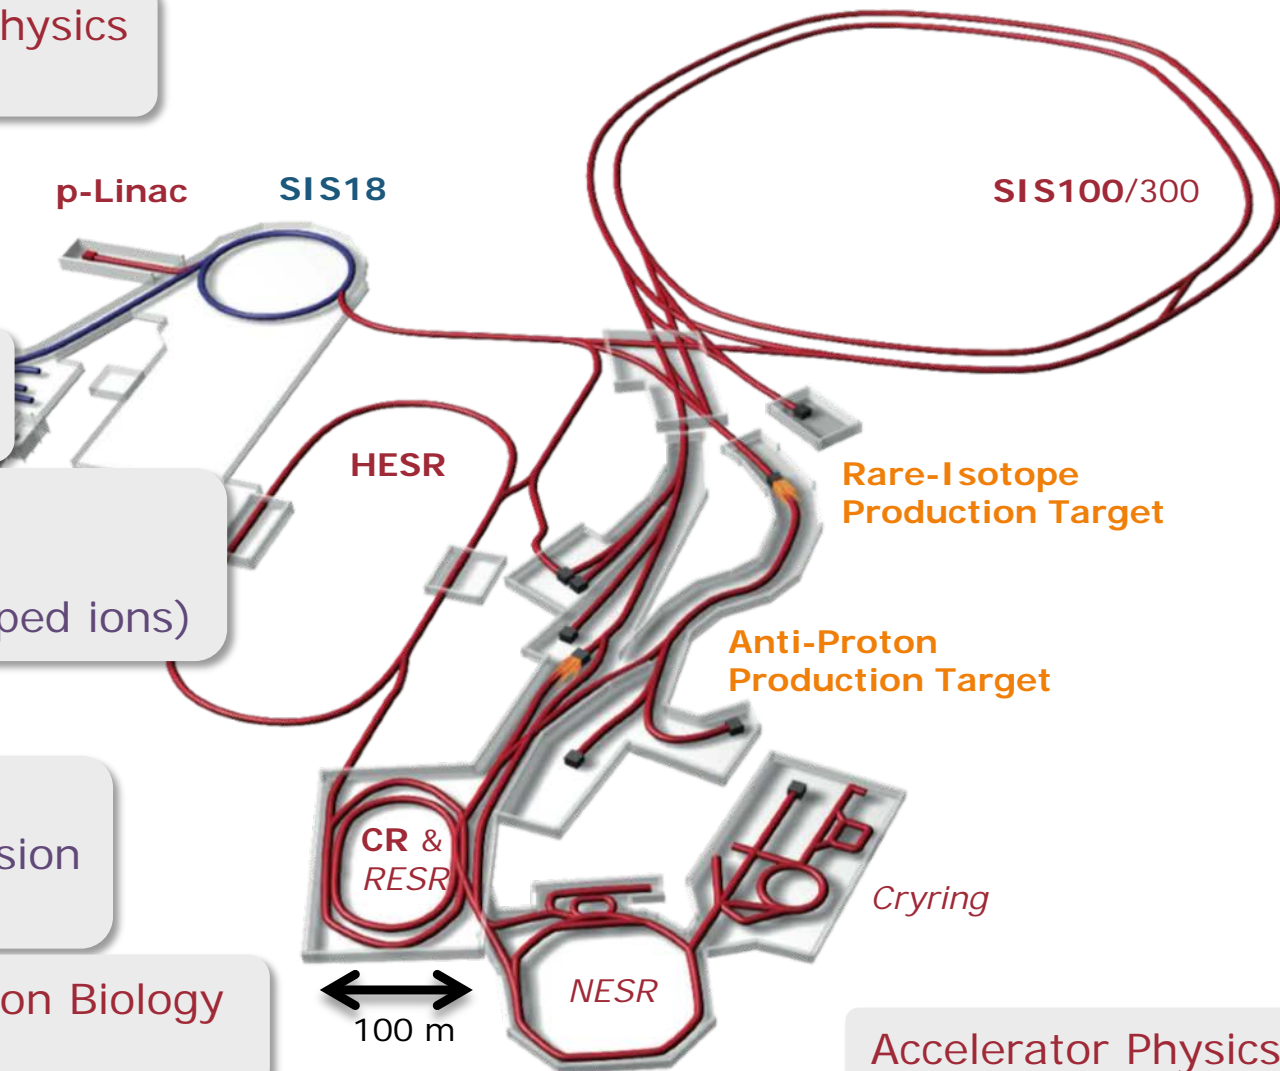 hysics
p-Linac
SIS18
SIS100/300
HESR
Rare-Isotope
Production Target
ped ions)
Anti-Proton
Production Target
sion
CR &
RESR
Cryring
NESR
on Biology
100 m
Accelerator Physics